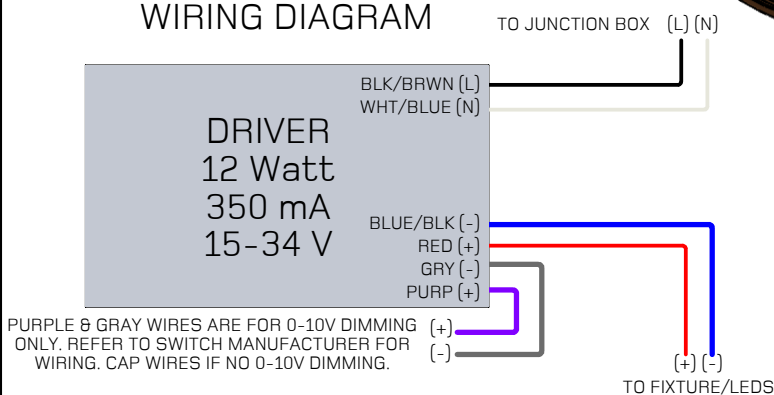 WIRING DIAGRAM
TO JUNCTION BOX (L) (N)
BLK/BRWN (L)
WHT/BLUE (N)
DRIVER
12 Watt
350 mA
15-34 V
BLUE/BLK (-)
RED (+)
GRY (-)
PURP (+)
PURPLE & GRAY WIRES ARE FOR 0-10V DIMMING
ONLY. REFER TO SWITCH MANUFACTURER FOR
WIRING. CAP WIRES IF NO 0-10V DIMMING.
(+)
(-)
(+) (-)
TO FIXTURE/LEDS